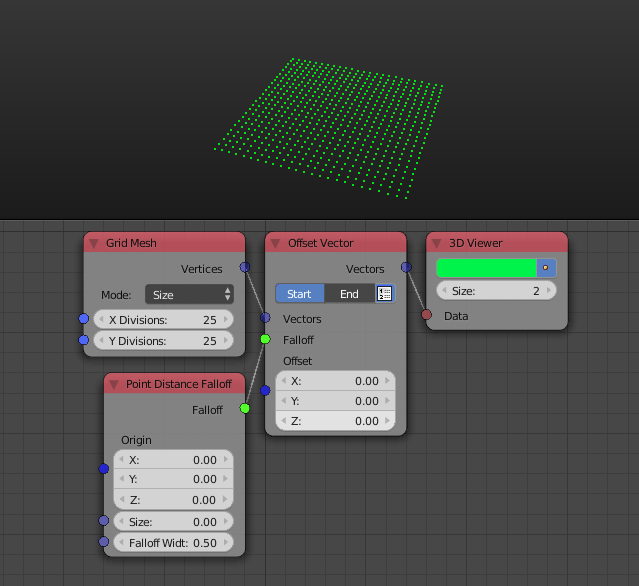 Grid Mesh
Vertices
Mode: Size
X Divisions: 25
Y Divisions: 25
Point Distance Falloff
Falloff
Origin
X: 0.00
Y: 0.00
Z: 0.00
Size: 0.00
Falloff Widt: 0.50
Offset Vector
Vectors
Start End
Vectors
Falloff
Offset
X: 0.00
Y: 0.00
Z: 0.00
3D Viewer
Size: 2
Data